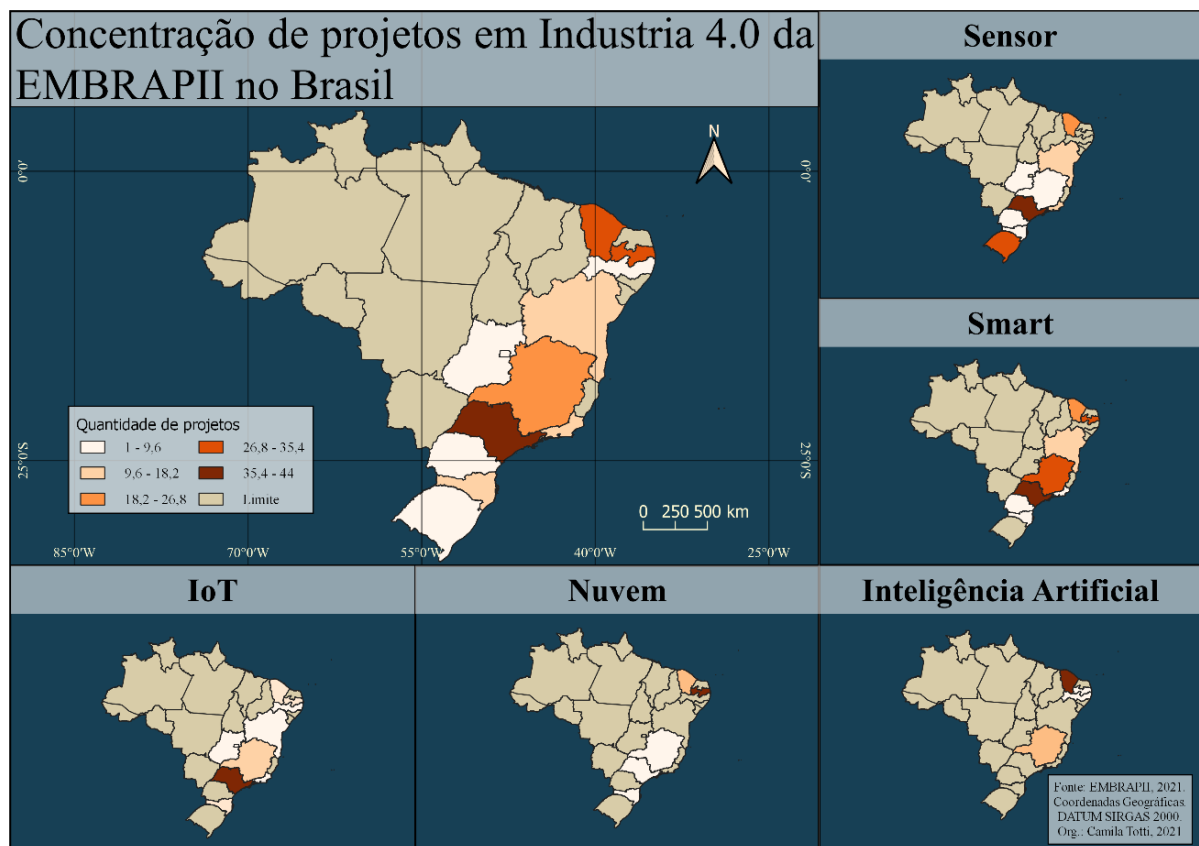 Concentração de projetos em Industria 4.0 da
EMBRAPII no Brasil
N
0°0'
0°0'
25°0'S
25°0'S
Quantidade de projetos
1 - 9,6
26,8 - 35,4
9,6 - 18,2
35,4 - 44
18,2 - 26,8
Limite
0 250 500 km
85°0'W
70°0'W
55°0'W
40°0'W
25°0'W
Sensor
Smart
IoT
Nuvem
Inteligência Artificial
Fonte: EMBRAPII, 2021.
Coordenadas Geográficas.
DATUM SIRGAS 2000.
Org.: Camila Totti, 2021